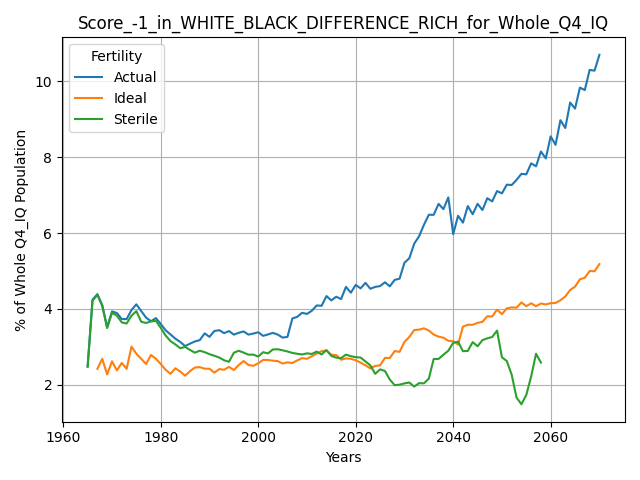 Score_-1_in_WHITE_BLACK_DIFFERENCE_RICH_for_Whole_Q4_IQ
Fertility
Actual
Ideal
Sterile
% of Whole Q4_IQ Population
10
8
6
4
2
1960
1980
2000
2020
2040
2060
Years